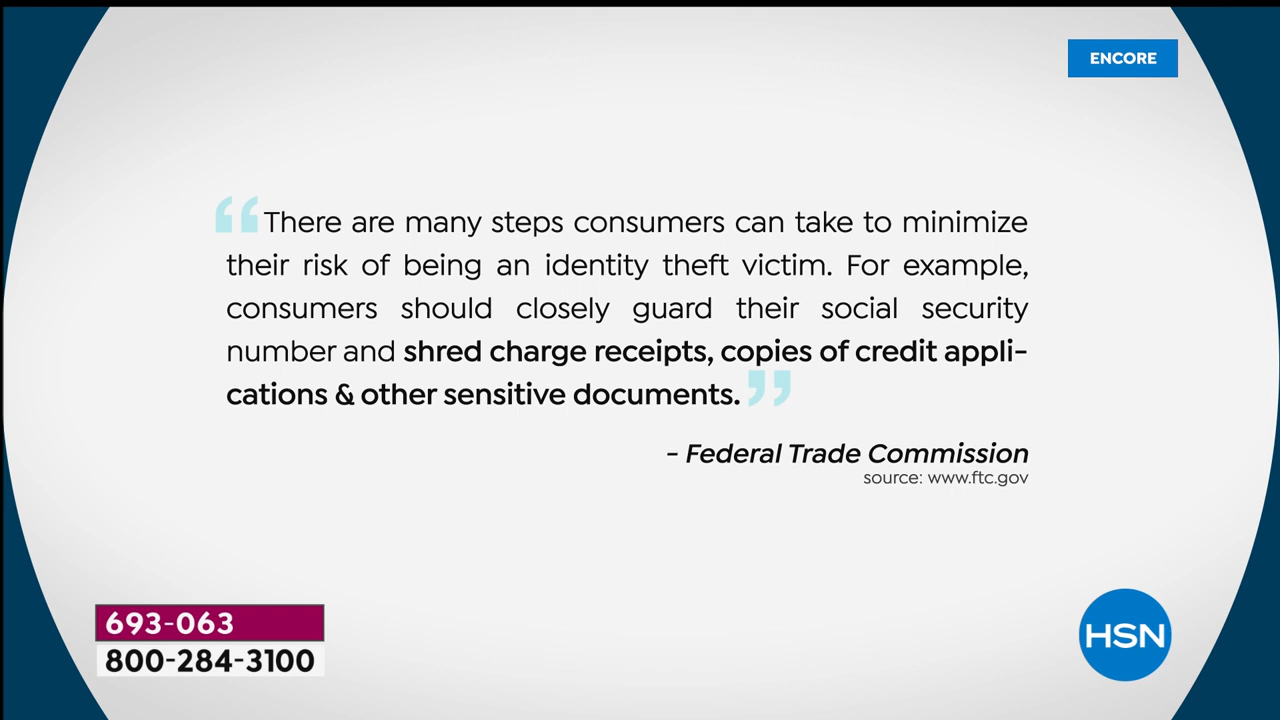 ENCORE
“There are many steps consumers can take to minimize
their risk of being an identity theft victim. For example,
consumers should closely guard their social security
number and shred charge receipts, copies of credit appli-
cations & other sensitive documents.”
- Federal Trade Commission
source: www.ftc.gov
693-063
800-284-3100
HSN